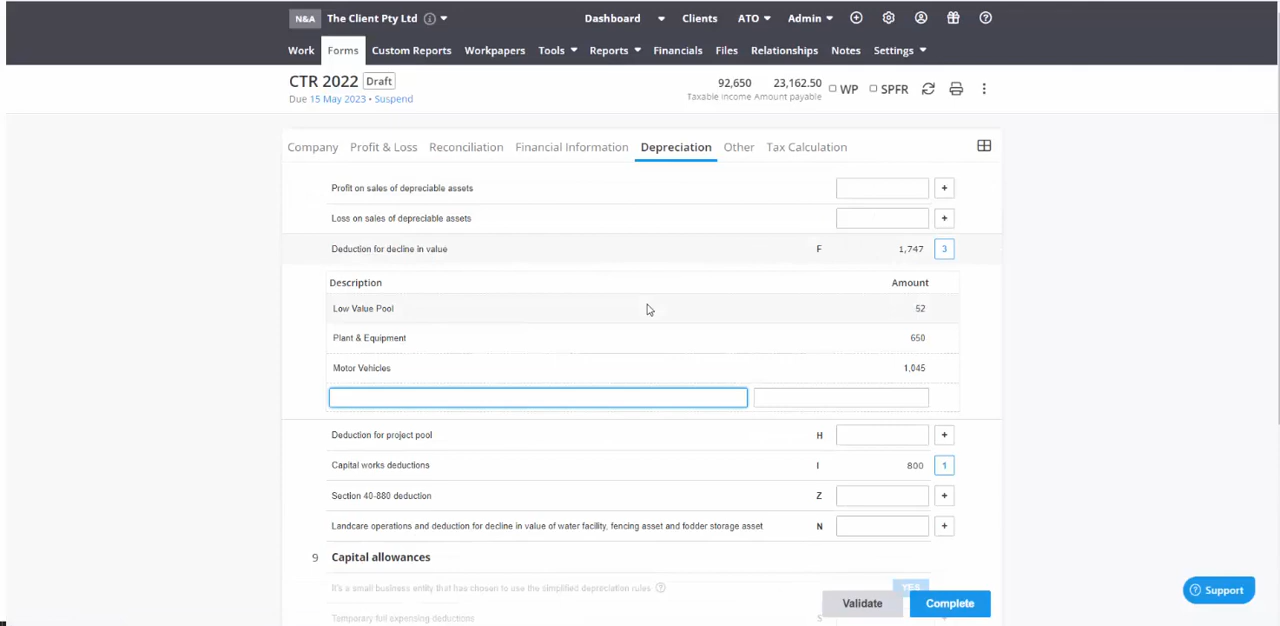 N&A The Client Pty Ltd Dashboard Clients ATO Admin
Work Forms Custom Reports Workpapers Tools Reports Financials Files Relationships Notes Settings
CTR 2022 Draft
Due 15 May 2023 • Suspend
92,650 23,162.50 WP SPFR
Taxable Income Amount payable
Company Profit & Loss Reconciliation Financial Information Depreciation Other Tax Calculation
Profit on sales of depreciable assets +
Loss on sales of depreciable assets +
Deduction for decline in value F 1,747 3
Description Amount
Low Value Pool 52
Plant & Equipment 650
Motor Vehicles 1,045
Deduction for project pool H +
Capital works deductions I 800 1
Section 40-880 deduction Z +
Landcare operations and deduction for decline in value of water facility, fencing asset and fodder storage asset N +
9 Capital allowances
It's a small business entity that has chosen to use the simplified depreciation rules YES
Validate Complete
Temporary full expensing deductions S +
Support